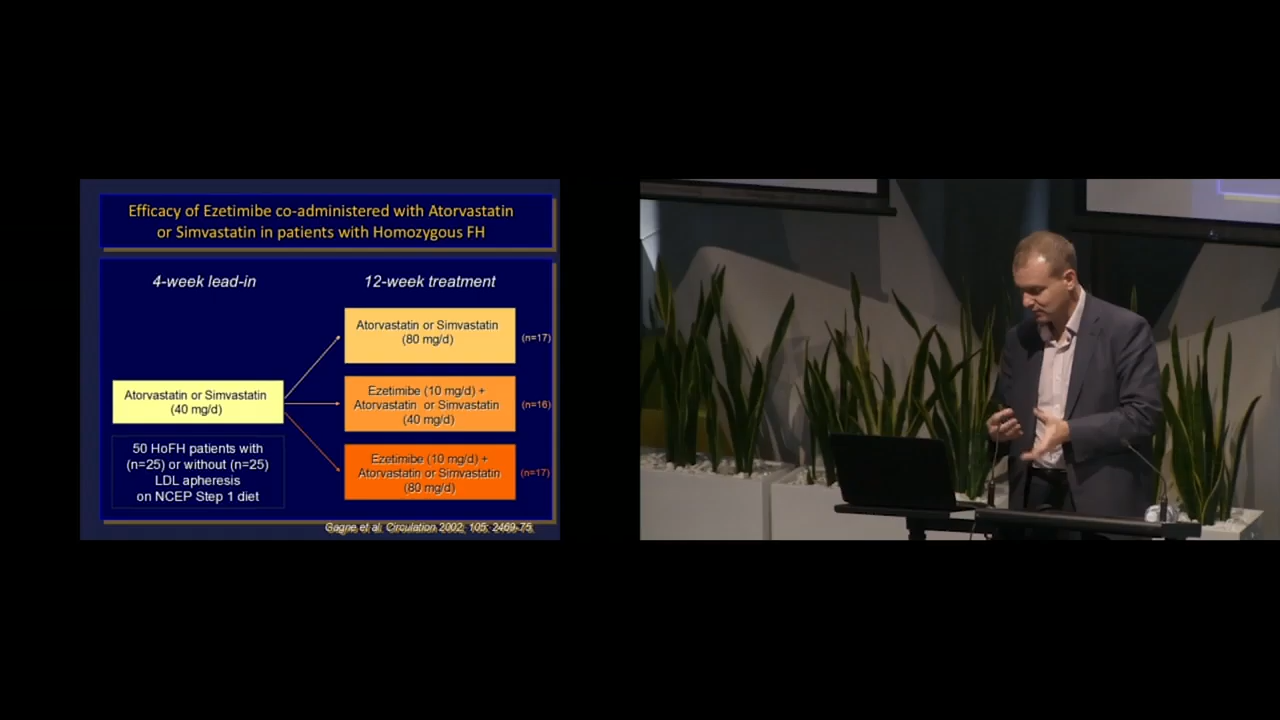 Efficacy of Ezetimibe co-administered with Atorvastatin
or Simvastatin in patients with Homozygous FH
4-week lead-in
12-week treatment
Atorvastatin or Simvastatin
(80 mg/d)
(n=17)
Atorvastatin or Simvastatin
(40 mg/d)
Ezetimibe (10 mg/d) +
Atorvastatin or Simvastatin
(40 mg/d)
(n=16)
50 HoFH patients with
(n=25) or without (n=25)
LDL apheresis
on NCEP Step 1 diet
Ezetimibe (10 mg/d) +
Atorvastatin or Simvastatin
(80 mg/d)
(n=17)
Gagne et al. Circulation 2002; 105: 2469-75.